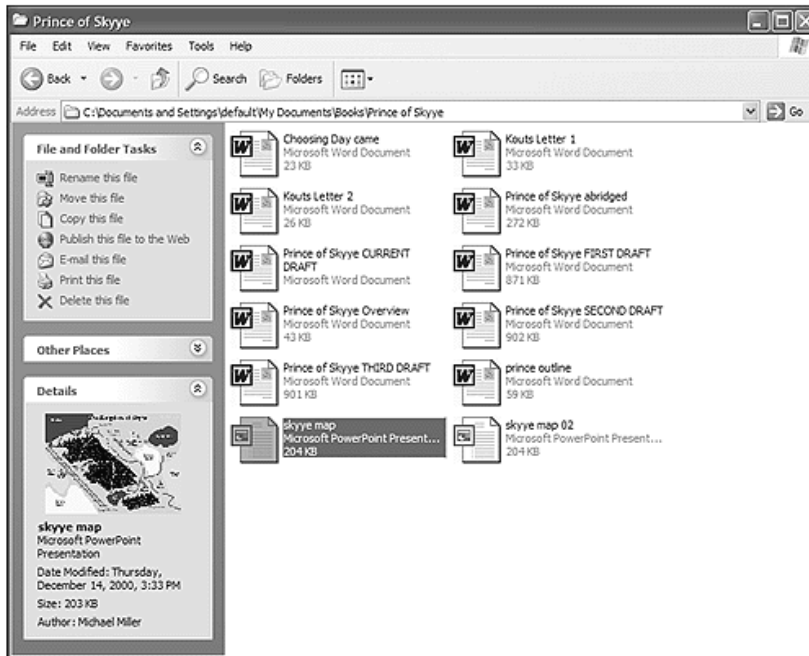 Prince of Skyye
File Edit View Favorites Tools Help
Back Search Folders
Address C:\Documents and Settings\default\My Documents\Books\Prince of Skyye Go
File and Folder Tasks
Rename this file
Move this file
Copy this file
Publish this file to the Web
E-mail this file
Print this file
Delete this file
Other Places
Details
skyye map
Microsoft PowerPoint
Presentation
Date Modified: Thursday,
December 14, 2000, 3:33 PM
Size: 203 KB
Author: Michael Miller
Choosing Day came
Microsoft Word Document
23 KB
Kouts Letter 1
Microsoft Word Document
33 KB
Kouts Letter 2
Microsoft Word Document
26 KB
Prince of Skyye abridged
Microsoft Word Document
272 KB
Prince of Skyye CURRENT
DRAFT
Microsoft Word Document
Prince of Skyye FIRST DRAFT
Microsoft Word Document
871 KB
Prince of Skyye Overview
Microsoft Word Document
43 KB
Prince of Skyye SECOND DRAFT
Microsoft Word Document
902 KB
Prince of Skyye THIRD DRAFT
Microsoft Word Document
901 KB
prince outline
Microsoft Word Document
59 KB
skyye map
Microsoft PowerPoint Present...
204 KB
skyye map 02
Microsoft PowerPoint Present...
204 KB